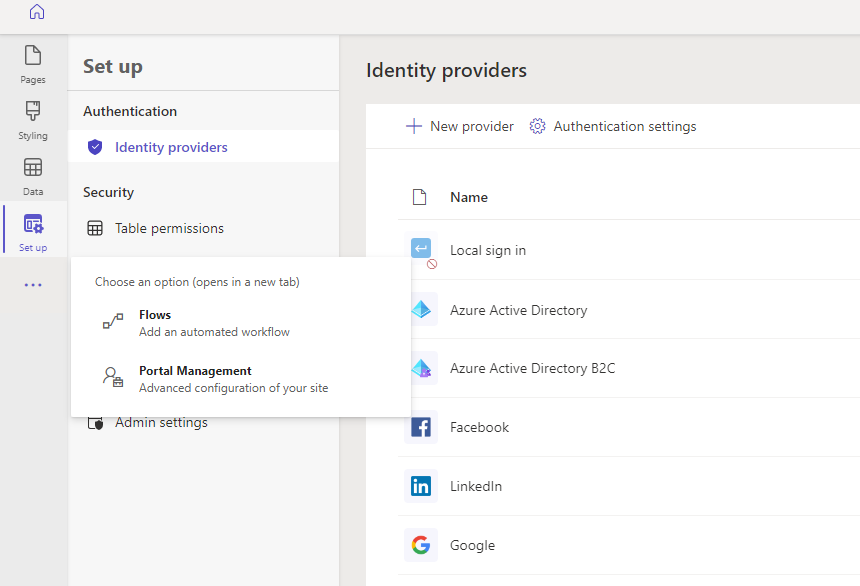 Pages
Styling
Data
Set up
Set up
Authentication
Identity providers
Security
Table permissions
Choose an option (opens in a new tab)
Flows
Add an automated workflow
Portal Management
Advanced configuration of your site
Admin settings
Identity providers
New provider
Authentication settings
Name
Local sign in
Azure Active Directory
Azure Active Directory B2C
Facebook
LinkedIn
Google